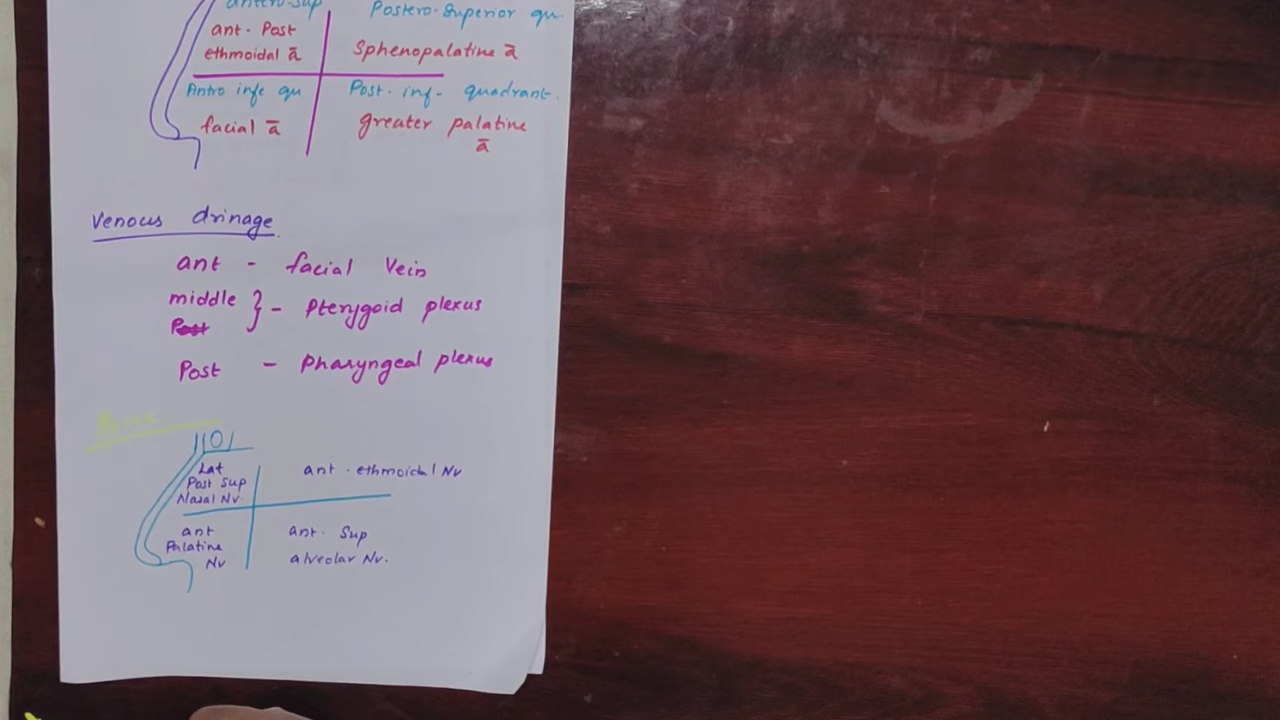 antero-sup Postero-Superior qu.
ant - Post
ethmoidal ā Sphenopalatine ā
Antro infe qu Post - inf - quadrant.
facial ā greater palatine
ā
Venous drinage
ant - facial Vein
middle } - Pterygoid plexus
Post - Pharyngeal plexus
Lat ant - ethmoidal Nv
Post Sup
Nasal Nv
ant ant - Sup
Palatine alveolar Nv.
Nv